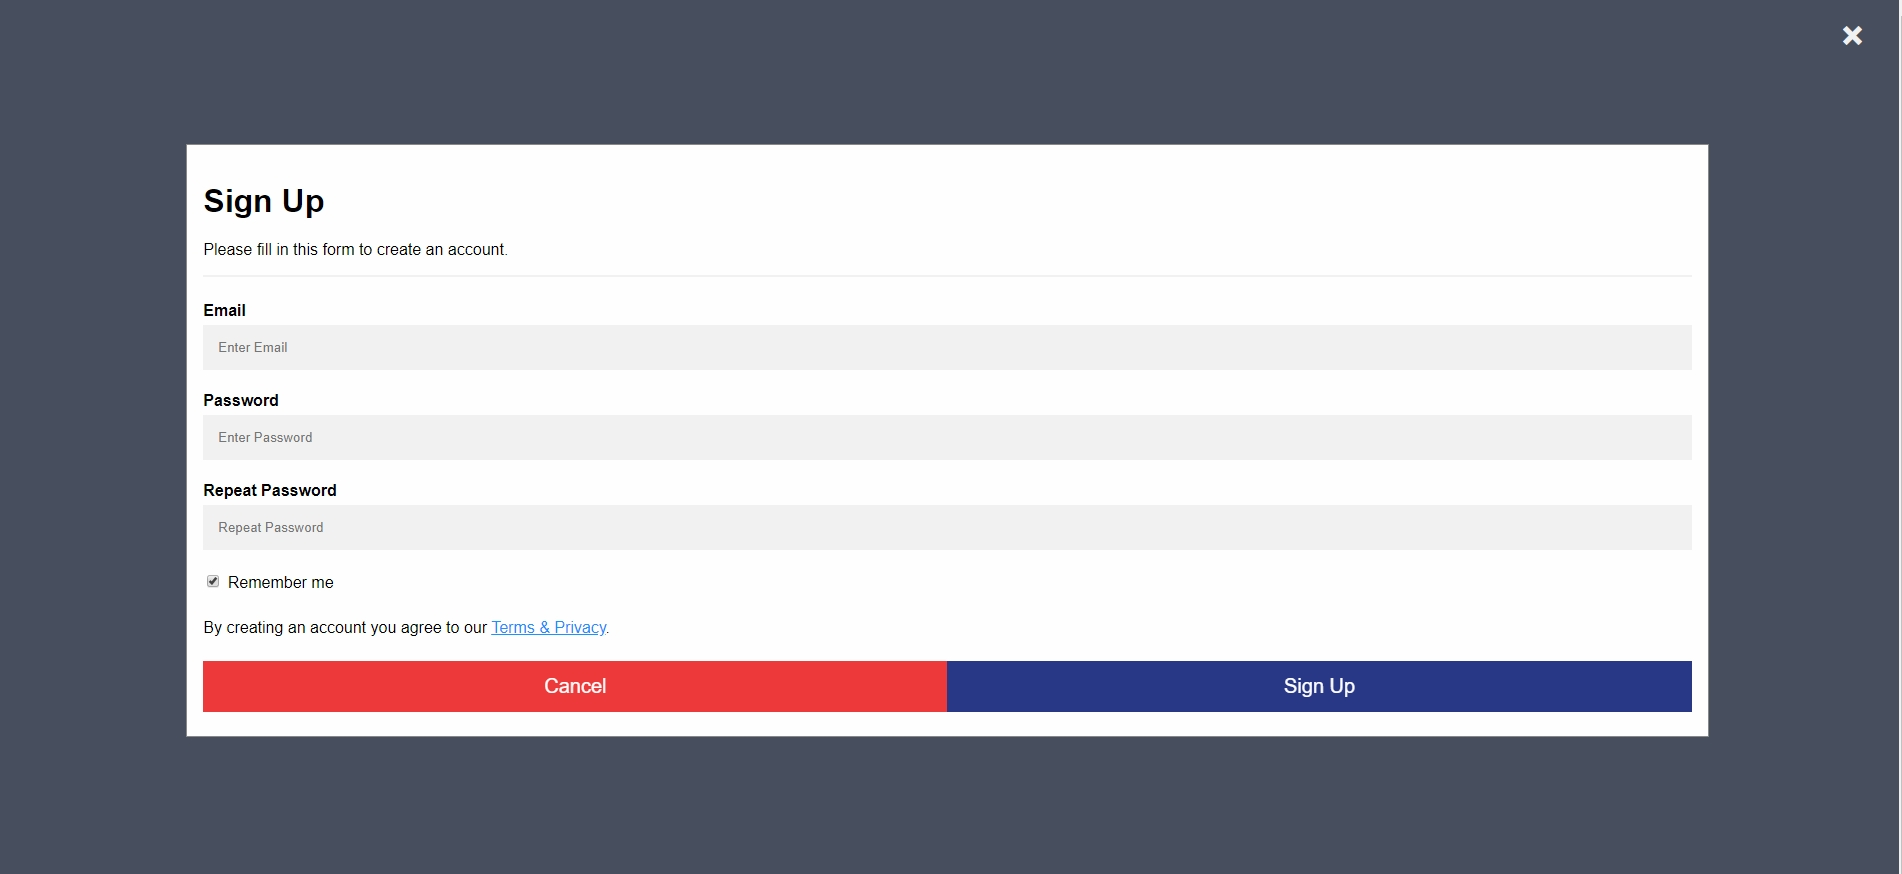 Sign Up
Please fill in this form to create an account.
Email
Enter Email
Password
Enter Password
Repeat Password
Repeat Password
Remember me
By creating an account you agree to our Terms & Privacy.
Cancel
Sign Up